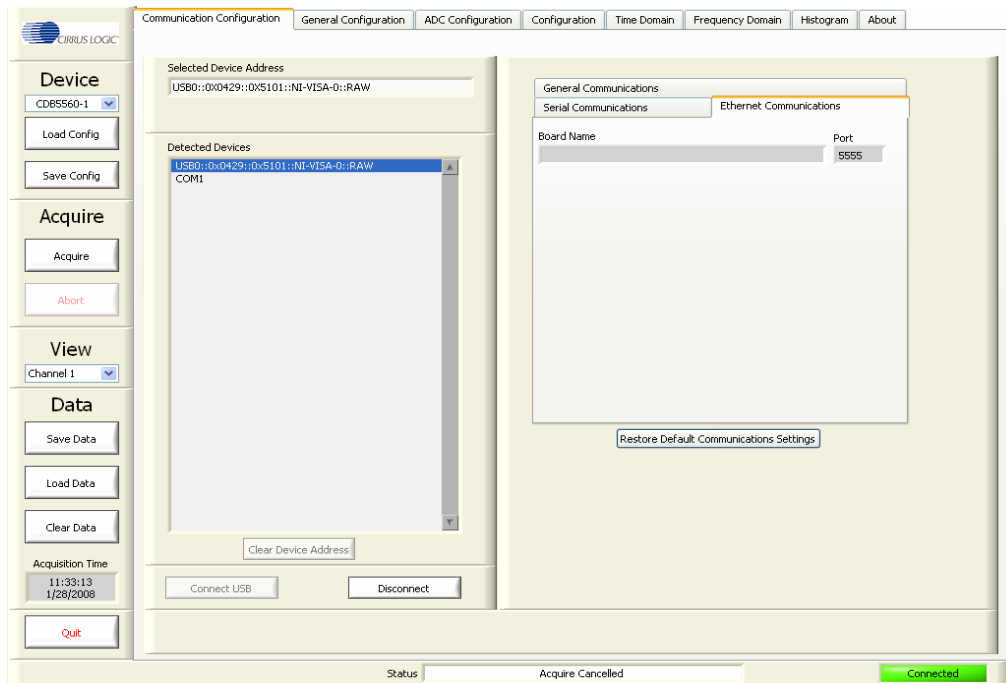 CIRRUS LOGIC
Communication Configuration
General Configuration
ADC Configuration
Configuration
Time Domain
Frequency Domain
Histogram
About
Device
CDB5560-1
Load Config
Save Config
Acquire
Acquire
Abort
View
Channel 1
Data
Save Data
Load Data
Clear Data
Acquisition Time
11:33:13
1/28/2008
Quit
Selected Device Address
USB0::0X0429::0X5101::NI-VISA-0::RAW
Detected Devices
USB0::0x0429::0x5101::NI-VISA-0::RAW
COM1
Clear Device Address
Connect USB
Disconnect
General Communications
Serial Communications
Ethernet Communications
Board Name
Port
5555
Restore Default Communications Settings
Status
Acquire Cancelled
Connected